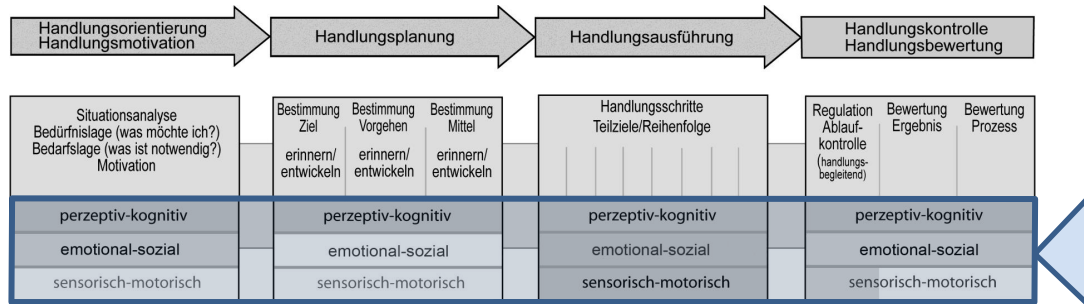 Handlungsorientierung
Handlungsmotivation
Handlungsplanung
Handlungsausführung
Handlungskontrolle
Handlungsbewertung
Situationsanalyse
Bedürfnislage (was möchte ich?)
Bedarfslage (was ist notwendig?)
Motivation
Bestimmung
Ziel
erinnern/
entwickeln
Bestimmung
Vorgehen
erinnern/
entwickeln
Bestimmung
Mittel
erinnern/
entwickeln
Handlungsschritte
Teilziele/Reihenfolge
Regulation
Ablauf-
kontrolle
(handlungs-
begleitend)
Bewertung
Ergebnis
Bewertung
Prozess
perzeptiv-kognitiv
perzeptiv-kognitiv
perzeptiv-kognitiv
perzeptiv-kognitiv
emotional-sozial
emotional-sozial
emotional-sozial
emotional-sozial
sensorisch-motorisch
sensorisch-motorisch
sensorisch-motorisch
sensorisch-motorisch